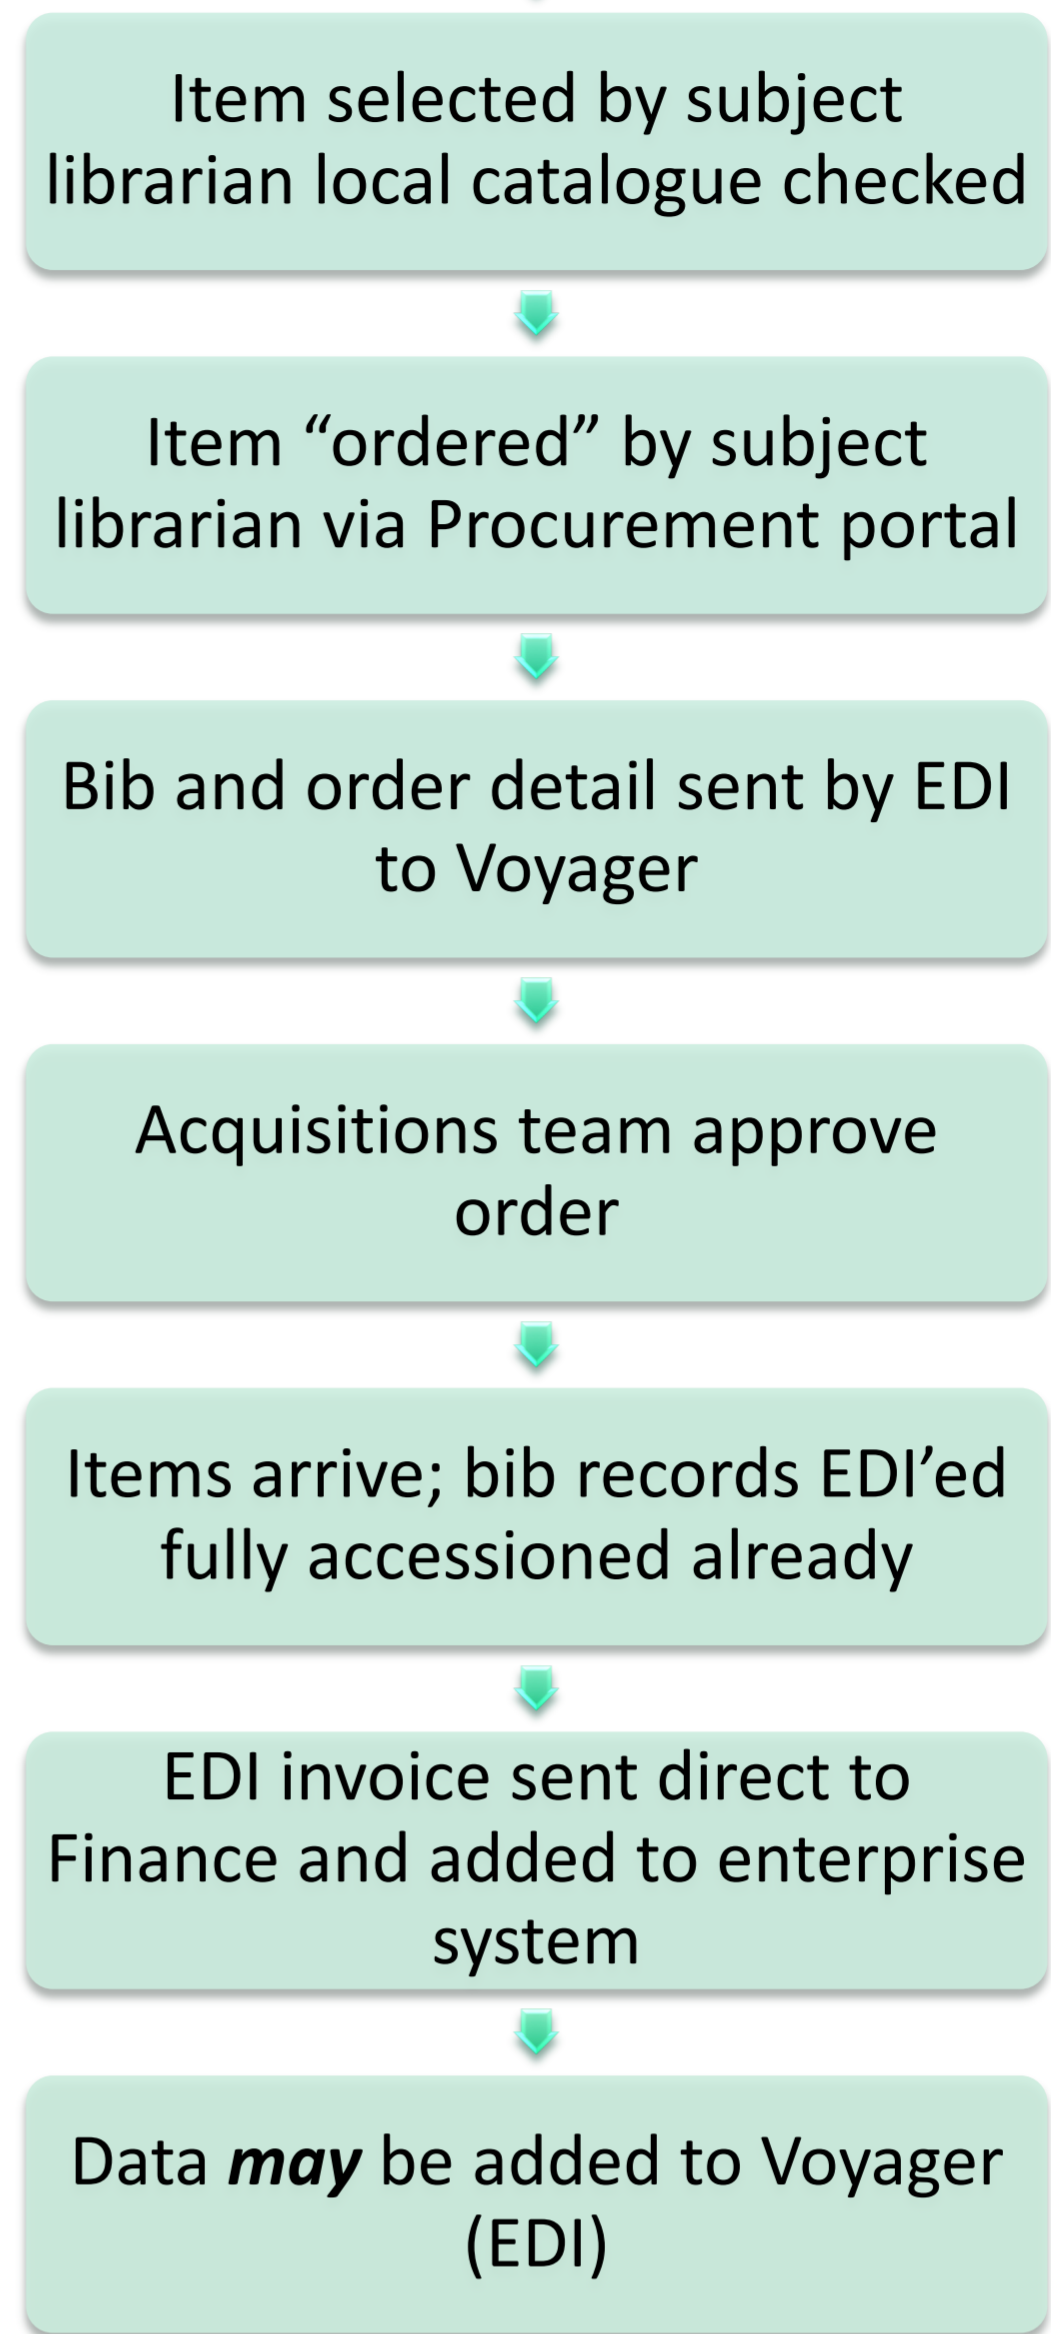 Item selected by subject
librarian local catalogue checked
Item “ordered” by subject
librarian via Procurement portal
Bib and order detail sent by EDI
to Voyager
Acquisitions team approve
order
Items arrive; bib records EDI’ed
fully accessioned already
EDI invoice sent direct to
Finance and added to enterprise
system
Data may be added to Voyager
(EDI)